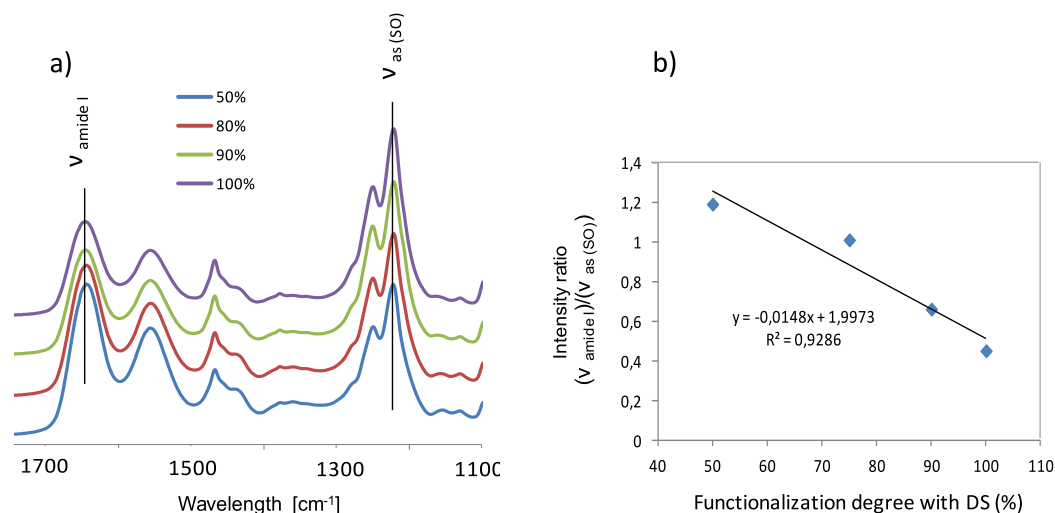 a)
ν amide I
ν as (SO)
50%
80%
90%
100%
1700
1500
1300
1100
Wavelength [cm-1]
b)
Intensity ratio
(ν amide I)/(ν as (SO))
1,4
1,2
1
0,8
0,6
0,4
0,2
0
y = -0,0148x + 1,9973
R² = 0,9286
40
50
60
70
80
90
100
110
Functionalization degree with DS (%)